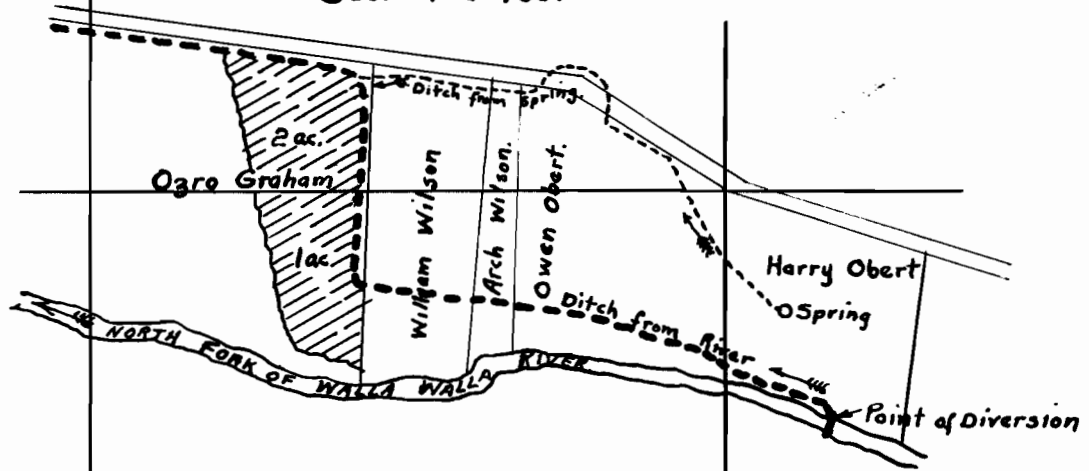 Ditch from Spring.
2 ac.
Ozro Graham
1 ac.
William Wilson
Arch Wilson.
Owen Obert.
Harry Obert
Spring
Ditch from River
NORTH FORK OF WALLA WALLA RIVER
Point of Diversion